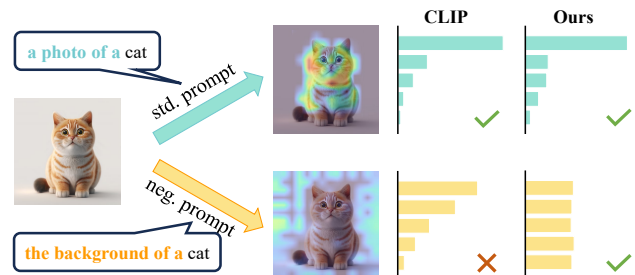 CLIP
Ours
a photo of a cat
std. prompt
neg. prompt
the background of a cat